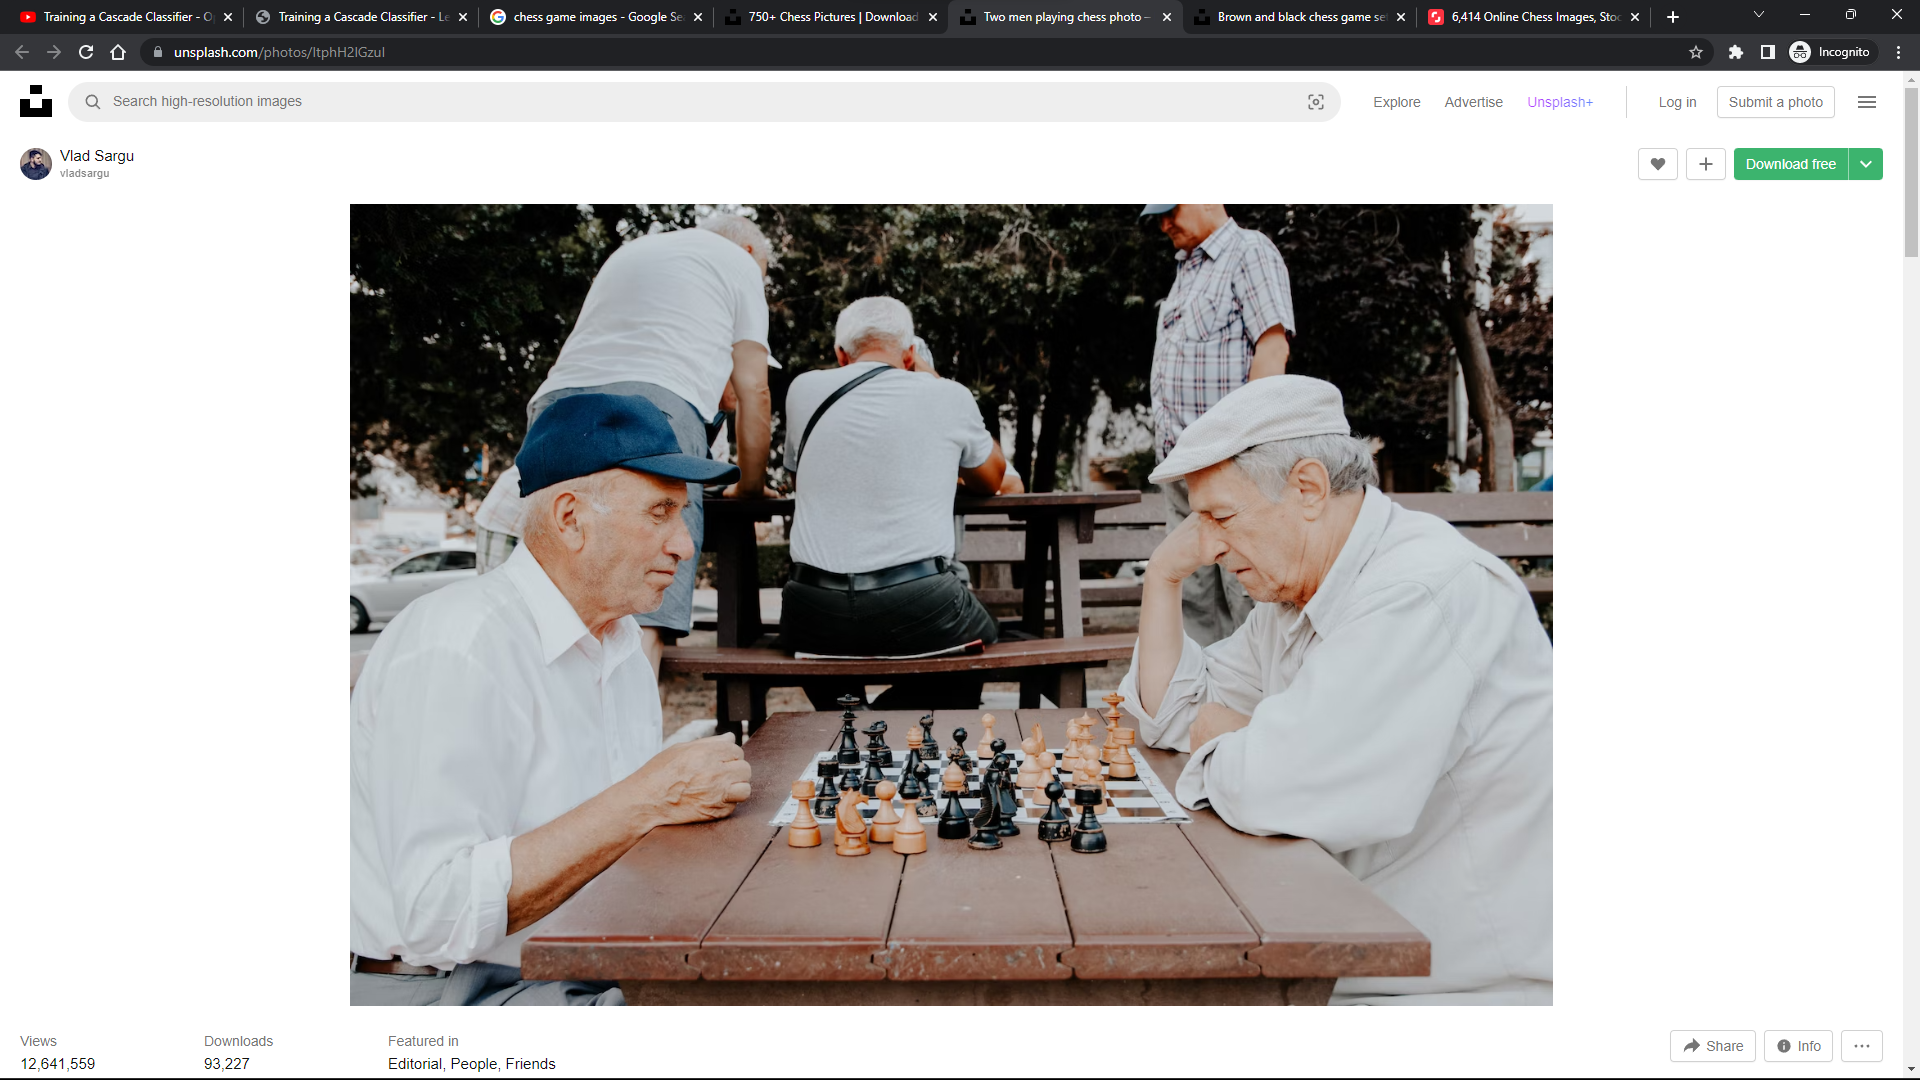 Training a Cascade Classifier - O
Training a Cascade Classifier - Le
chess game images - Google Se
750+ Chess Pictures | Download
Two men playing chess photo –
Brown and black chess game se
6,414 Online Chess Images, Stoc
unsplash.com/photos/ItphH2lGzuI
Incognito
Search high-resolution images
Explore
Advertise
Unsplash+
Log in
Submit a photo
Vlad Sargu
vladsargu
Download free
Views
Downloads
Featured in
12,641,559
93,227
Editorial, People, Friends
Share
Info